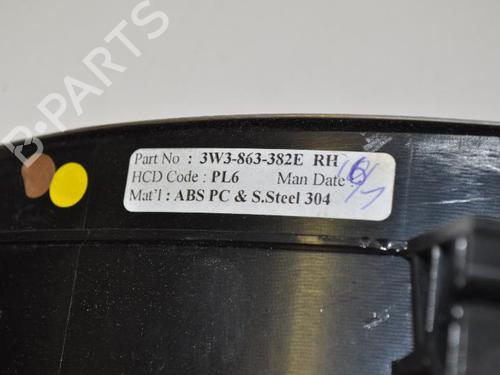 Part No : 3W3-863-382E RH
HCD Code : PL6 Man Date :
Mat'l : ABS PC & S.Steel 304
B-PARTS